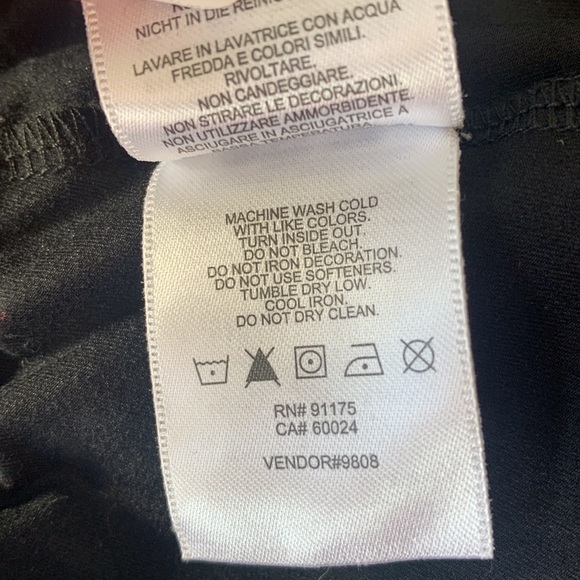 NICHT IN DIE REINIG
LAVARE IN LAVATRICE CON ACQUA
FREDDA E COLORI SIMILI.
RIVOLTARE.
NON CANDEGGIARE.
NON STIRARE LE DECORAZIONI.
NON UTILIZZARE AMMORBIDENTE.
ASCIUGARE IN ASCIUGATRICE A
BASSA TEMPERATURA
MACHINE WASH COLD
WITH LIKE COLORS.
TURN INSIDE OUT.
DO NOT BLEACH.
DO NOT IRON DECORATION.
DO NOT USE SOFTENERS.
TUMBLE DRY LOW.
COOL IRON.
DO NOT DRY CLEAN.
RN# 91175
CA# 60024
VENDOR#9808